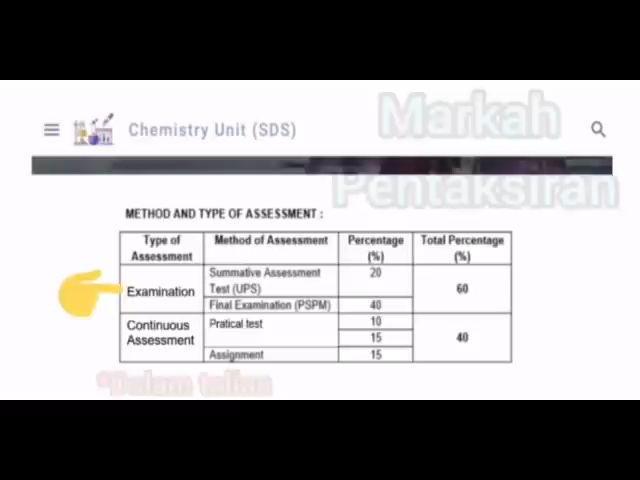 Markah
Chemistry Unit (SDS)
Pentaksiran
METHOD AND TYPE OF ASSESSMENT :
Type of Assessment Method of Assessment Percentage (%) Total Percentage (%)
Examination Summative Assessment Test (UPS) 20 60
Final Examination (PSPM) 40
Continuous Assessment Pratical test 10 40
15
Assignment 15
*Dalam talian